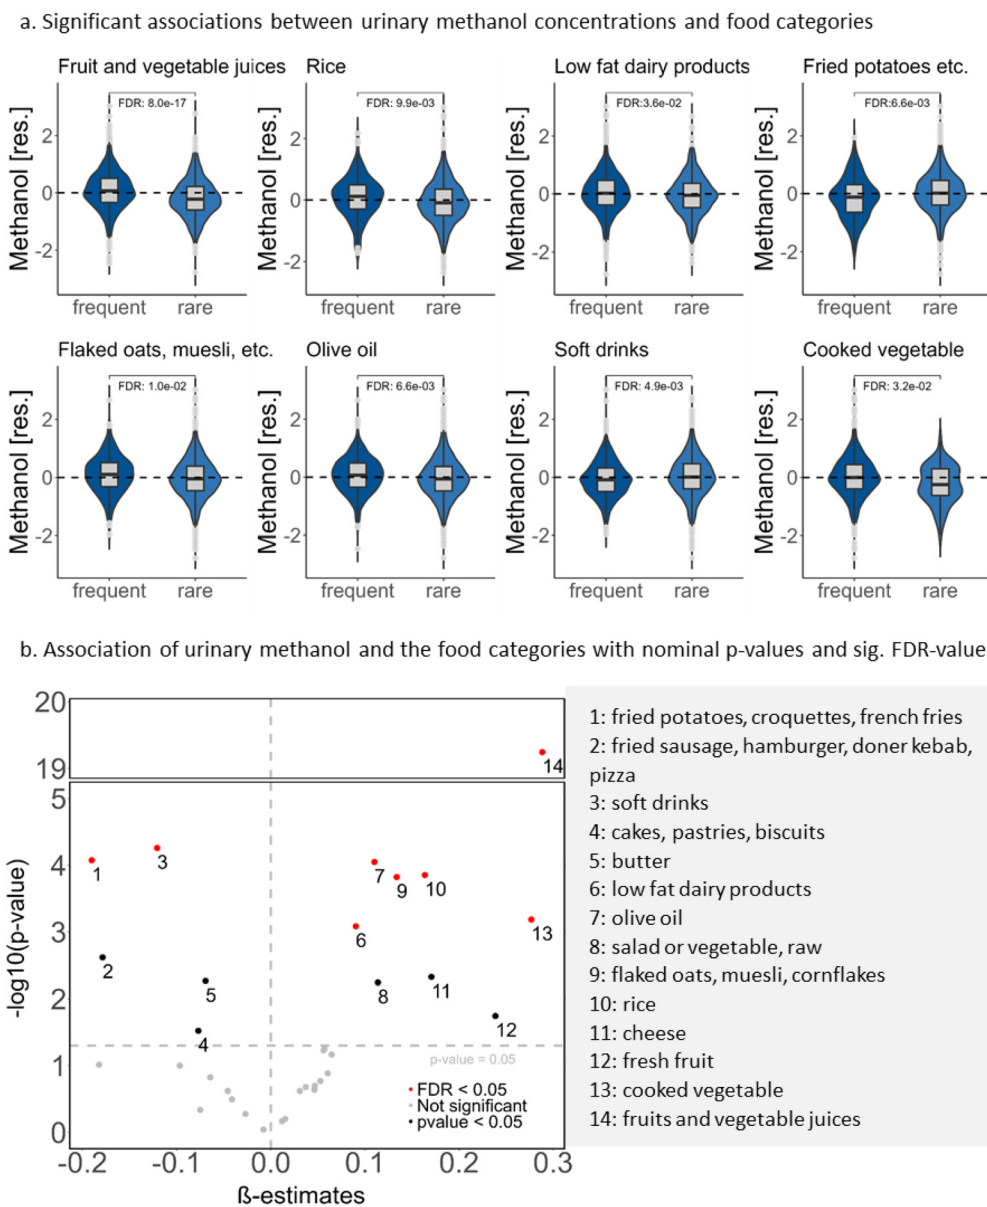 a. Significant associations between urinary methanol concentrations and food categories
Fruit and vegetable juices
Rice
Low fat dairy products
Fried potatoes etc.
FDR: 8.0e-17
FDR: 9.9e-03
FDR:3.6e-02
FDR:6.6e-03
Methanol [res.]
2
0
-2
Methanol [res.]
2
0
-2
Methanol [res.]
2
0
-2
Methanol [res.]
2
0
-2
frequent rare
frequent rare
frequent rare
frequent rare
Flaked oats, muesli, etc.
Olive oil
Soft drinks
Cooked vegetable
FDR: 1.0e-02
FDR: 6.6e-03
FDR: 4.9e-03
FDR: 3.2e-02
Methanol [res.]
2
0
-2
Methanol [res.]
2
0
-2
Methanol [res.]
2
0
-2
Methanol [res.]
2
0
-2
frequent rare
frequent rare
frequent rare
frequent rare
b. Association of urinary methanol and the food categories with nominal p-values and sig. FDR-value
20
19
5
4
3
2
1
0
-log10(p-value)
14
1
3
7
9
10
6
13
2
5
8
11
12
4
p-value = 0.05
FDR < 0.05
Not significant
pvalue < 0.05
-0.2 -0.1 0.0 0.1 0.2 0.3
ß-estimates
1: fried potatoes, croquettes, french fries
2: fried sausage, hamburger, doner kebab,
pizza
3: soft drinks
4: cakes, pastries, biscuits
5: butter
6: low fat dairy products
7: olive oil
8: salad or vegetable, raw
9: flaked oats, muesli, cornflakes
10: rice
11: cheese
12: fresh fruit
13: cooked vegetable
14: fruits and vegetable juices